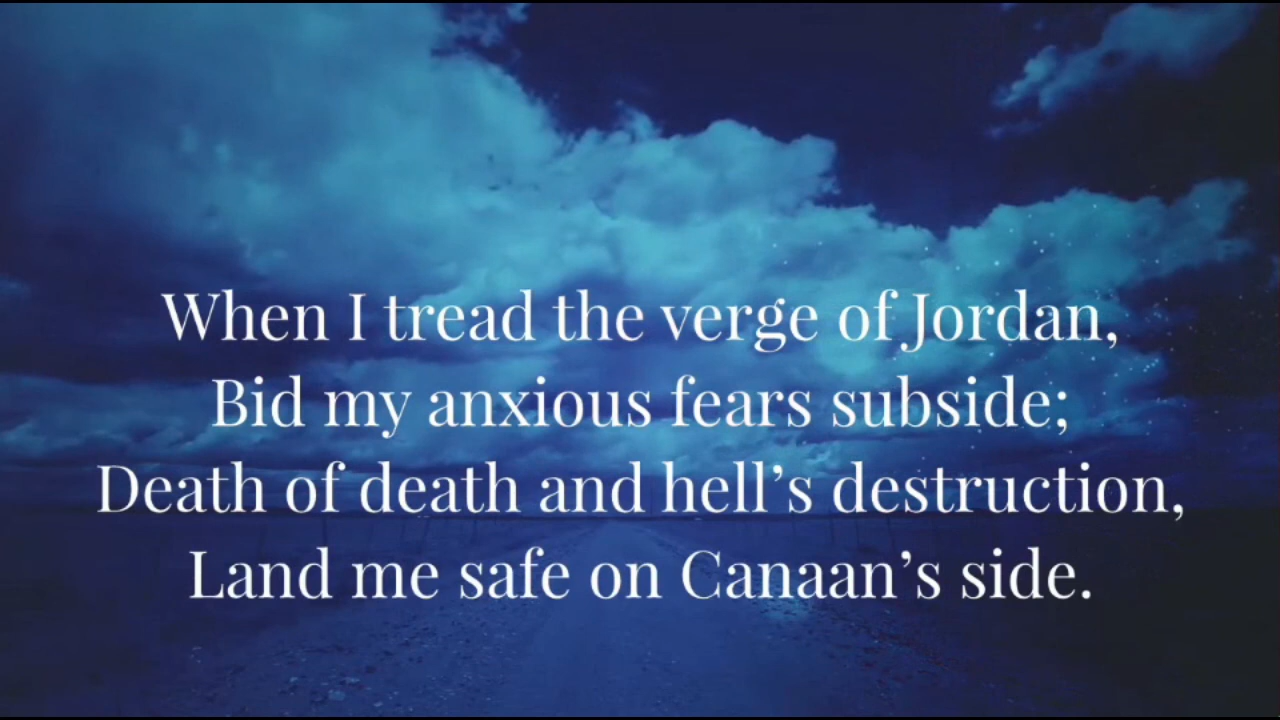 When I tread the verge of Jordan,
Bid my anxious fears subside;
Death of death and hell’s destruction,
Land me safe on Canaan’s side.